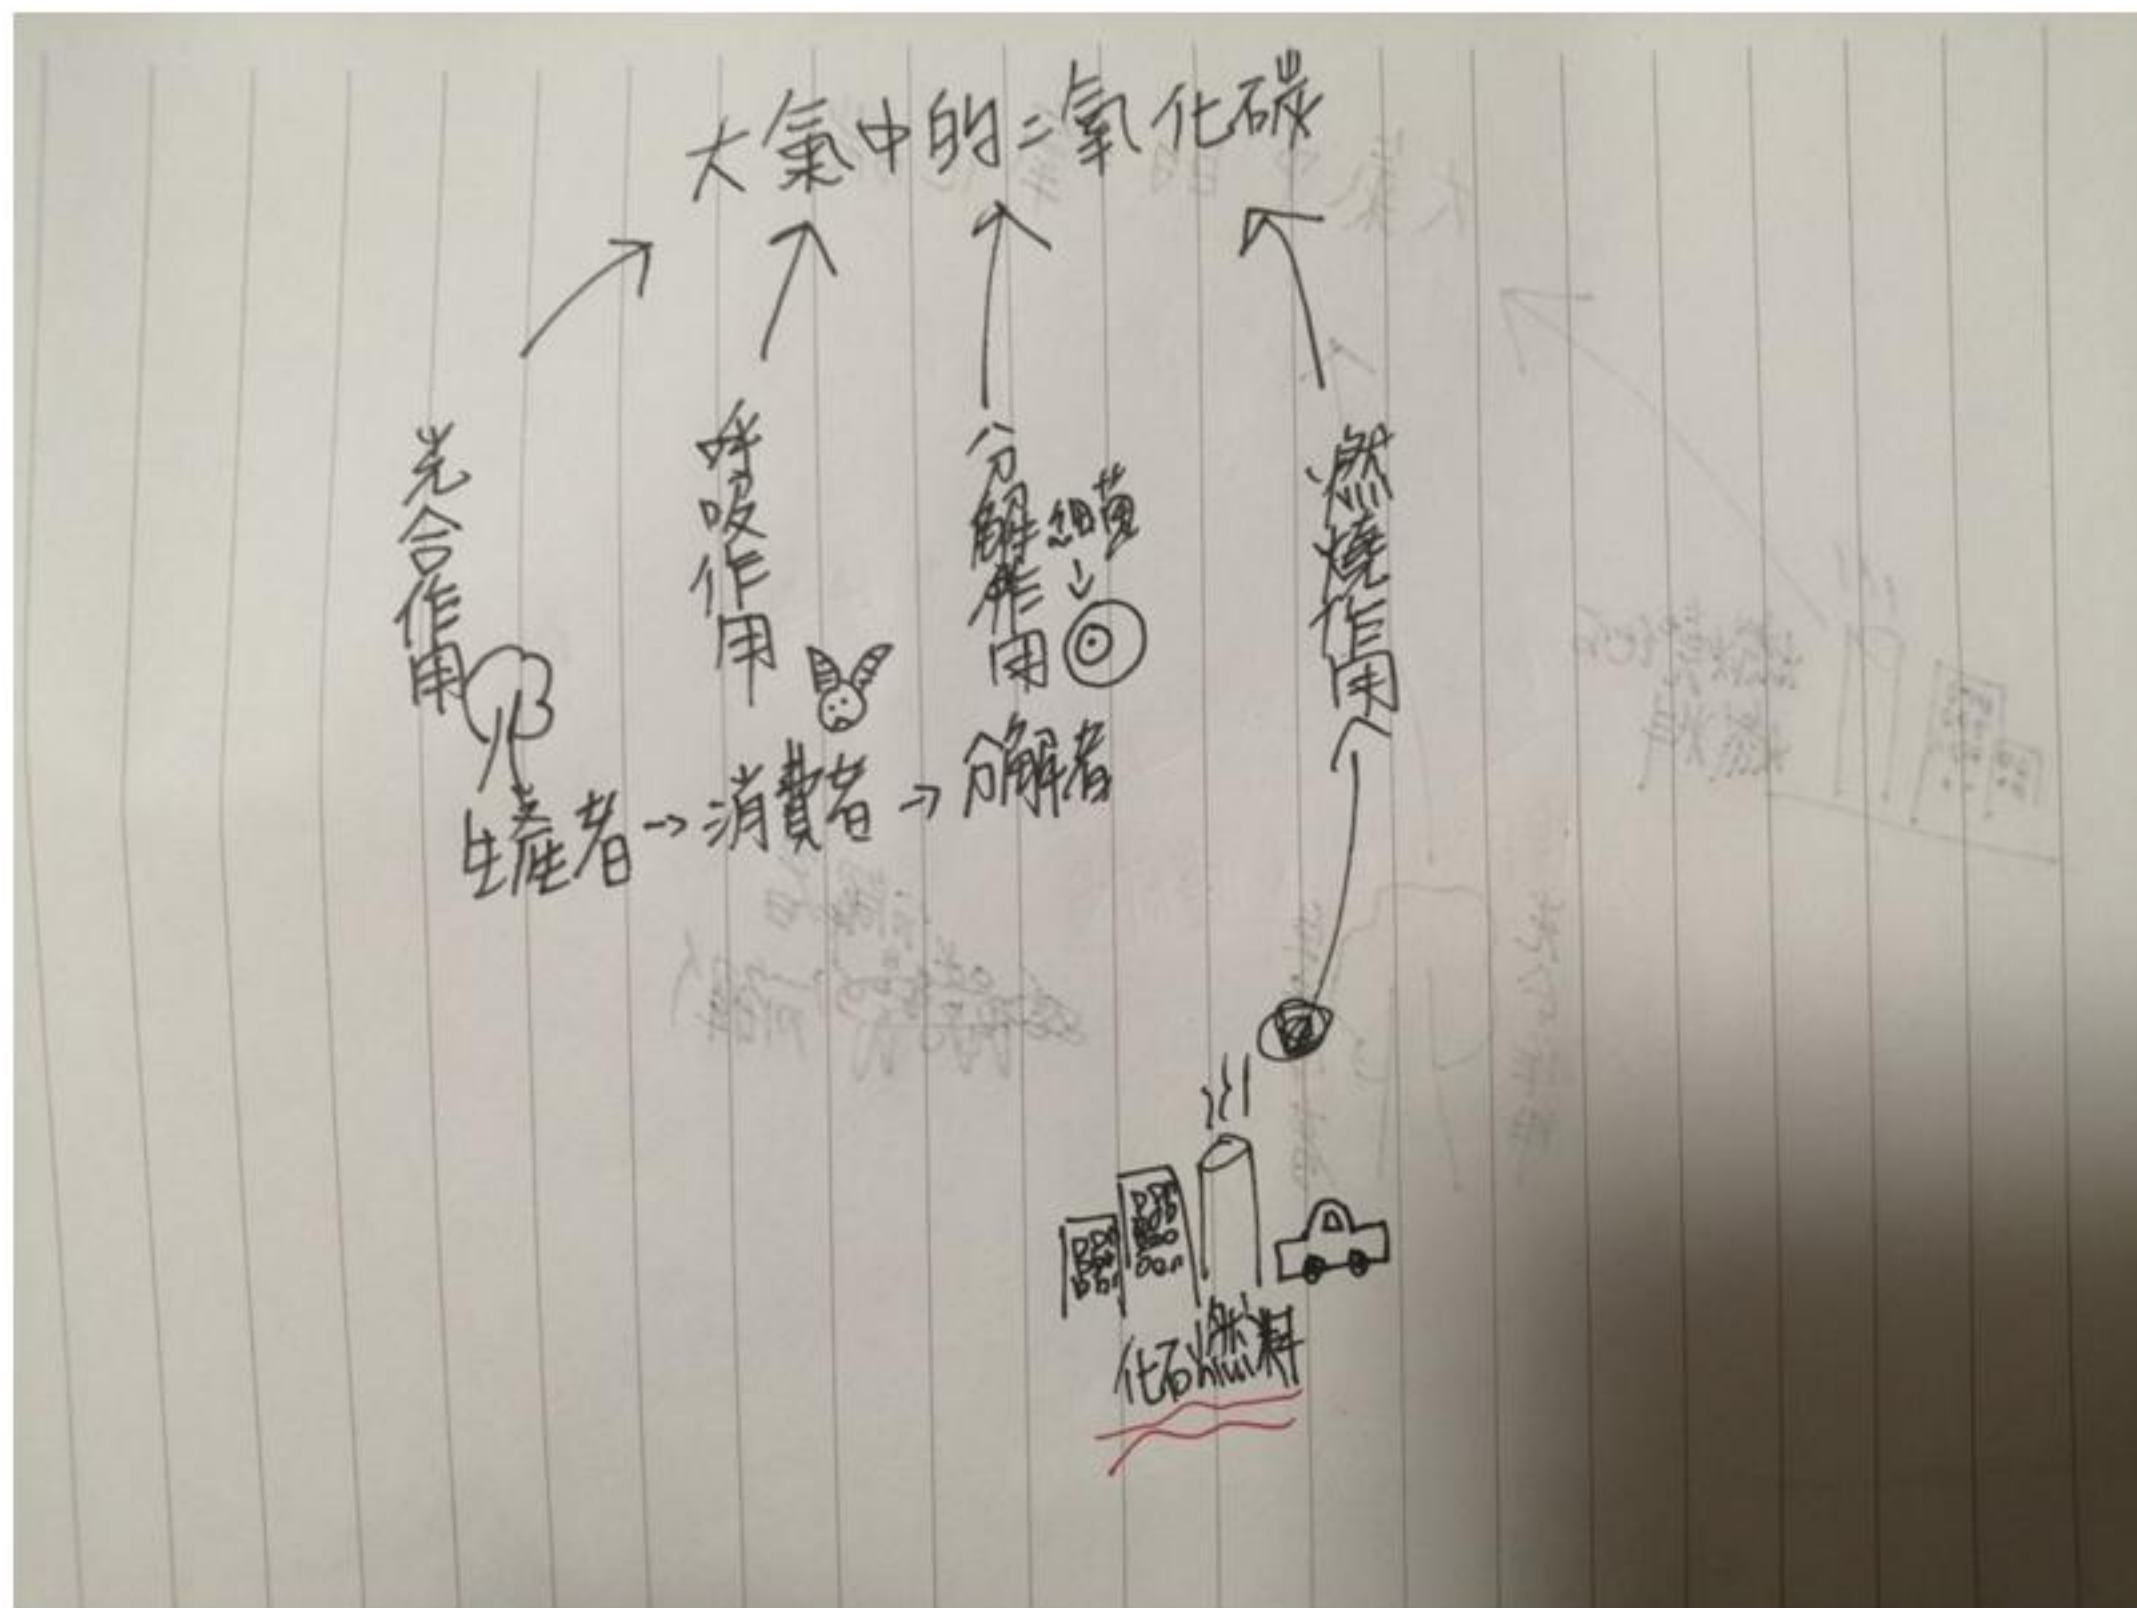 大氣中的二氧化碳
光合作用
呼吸作用
分解作用
細菌
燃燒作用
生產者→消費者→分解者
化石燃料